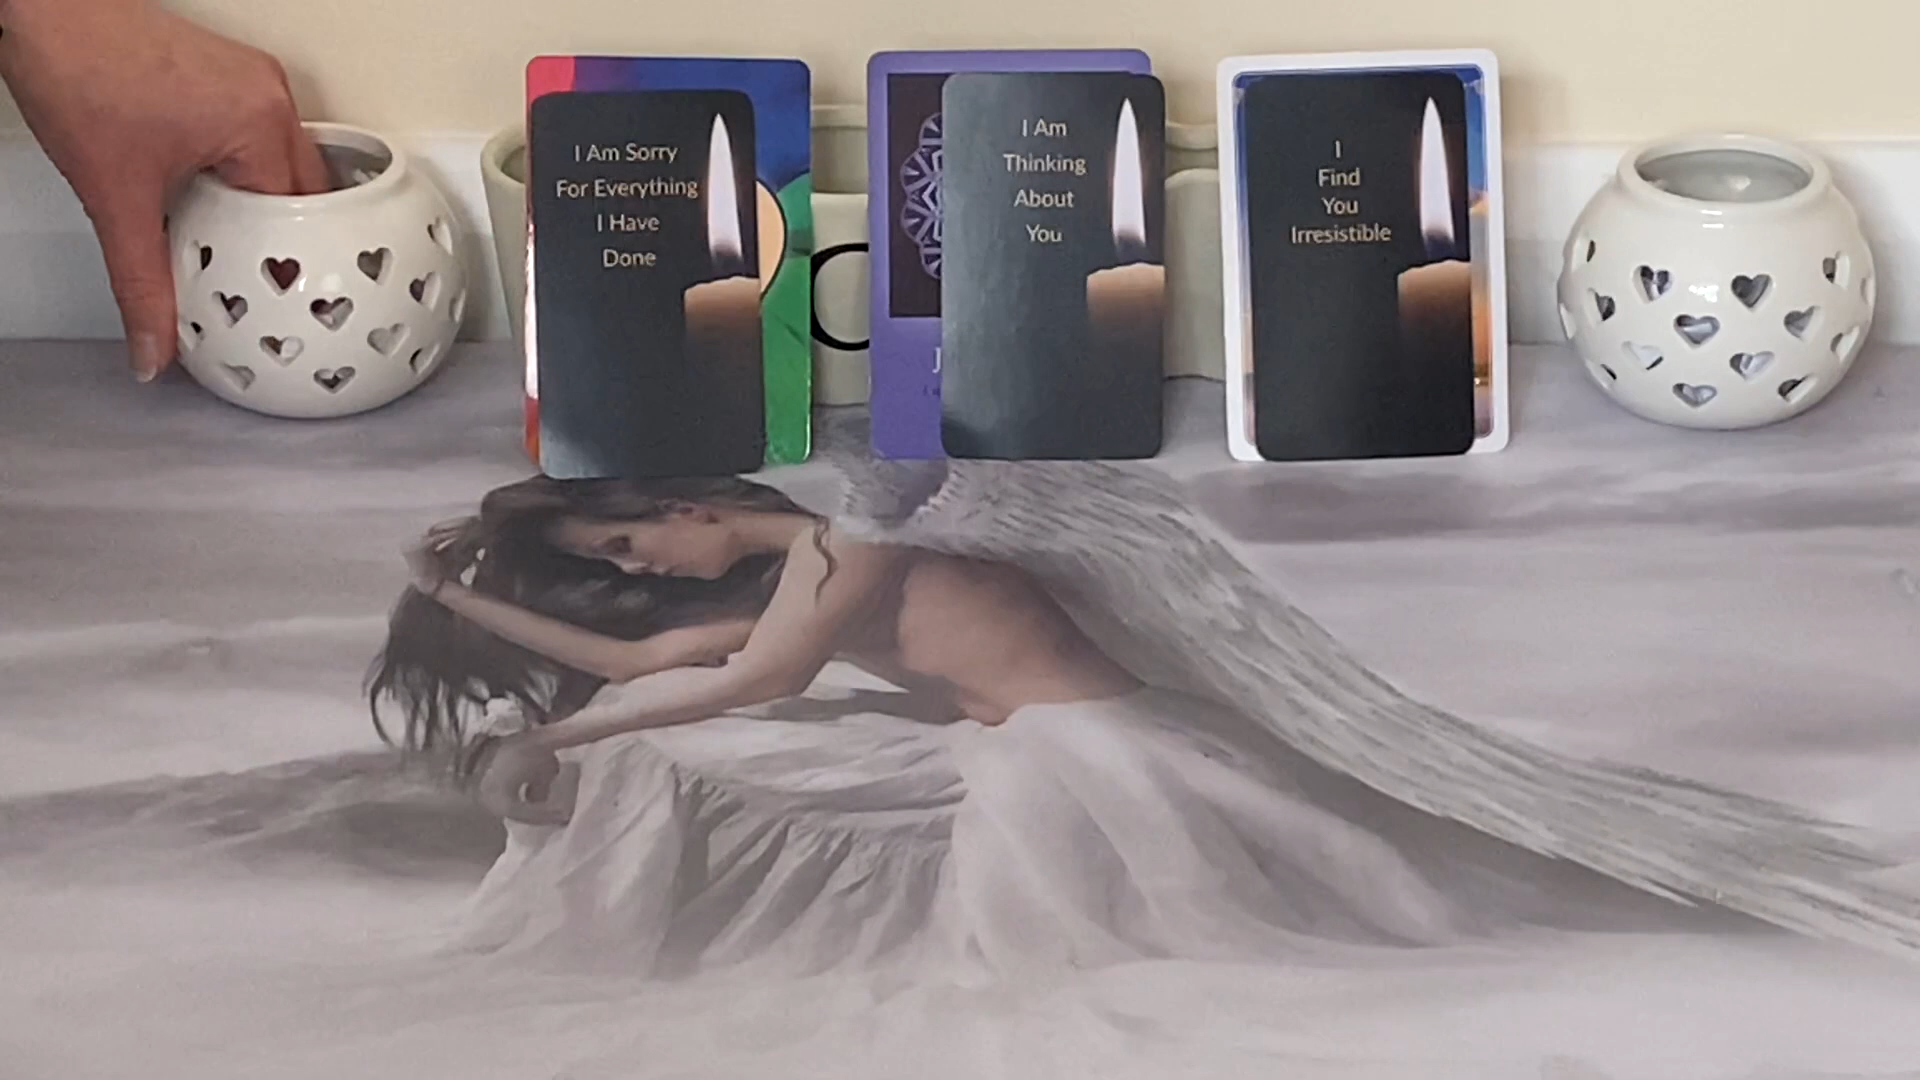 I Am Sorry
For Everything
I Have
Done
I Am
Thinking
About
You
I
Find
You
Irresistible